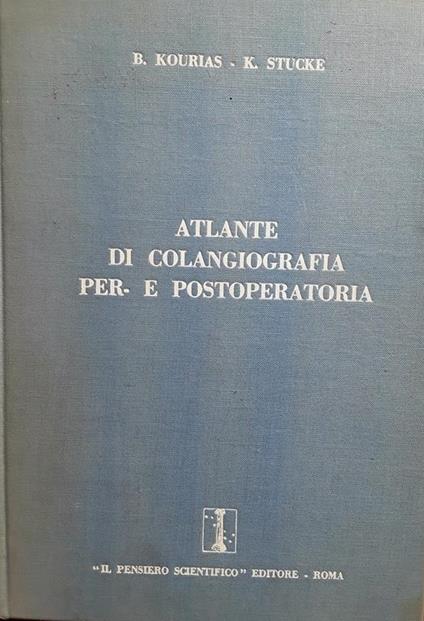 B. KOURIAS - K. STUCKE
ATLANTE
DI COLANGIOGRAFIA
PER- E POSTOPERATORIA
"IL PENSIERO SCIENTIFICO" EDITORE - ROMA